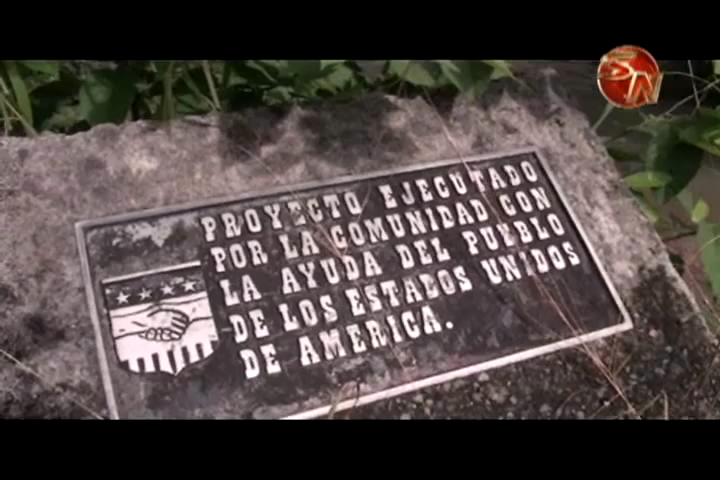 PROYECTO EJECUTADO
POR LA COMUNIDAD CON
LA AYUDA DEL PUEBLO
DE LOS ESTADOS UNIDOS
DE AMERICA.